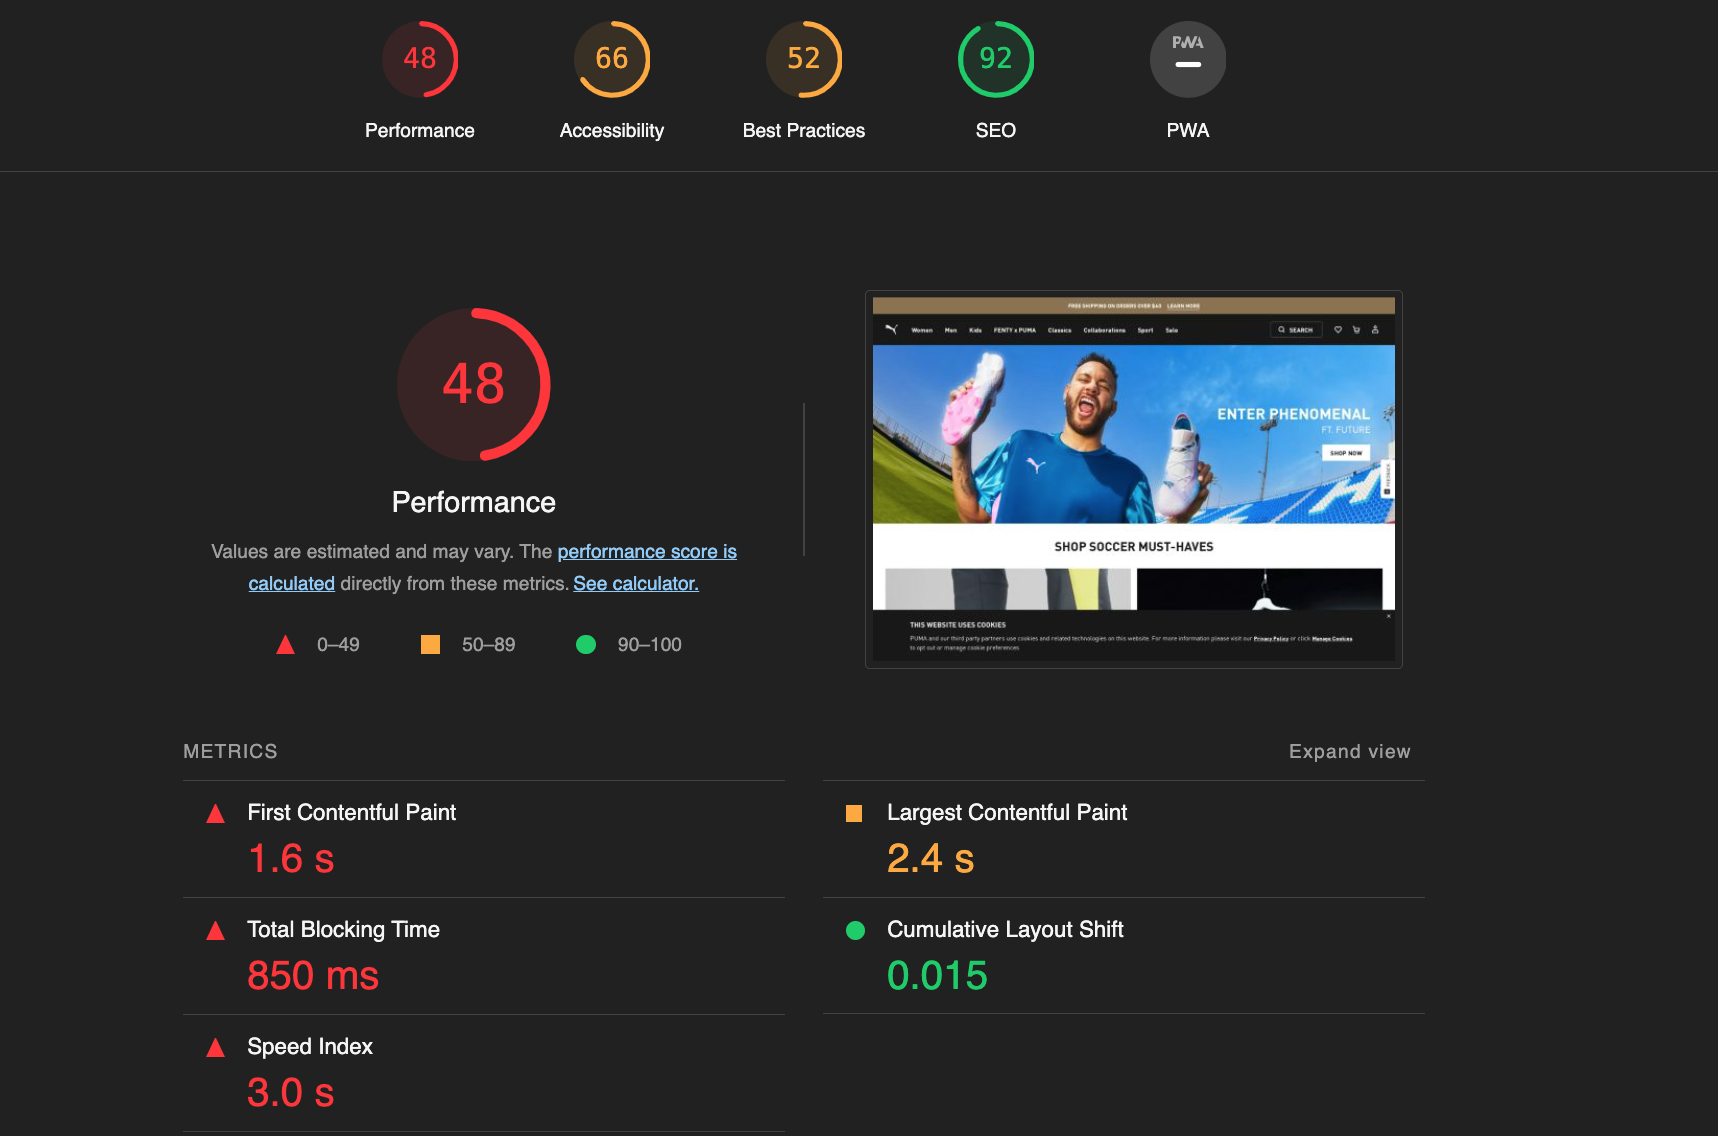 48
66
52
92
PWA
Performance
Accessibility
Best Practices
SEO
PWA
48
Performance
Values are estimated and may vary. The performance score is
calculated directly from these metrics. See calculator.
0–49
50–89
90–100
FREE SHIPPING ON ORDERS OVER $60 LEARN MORE
Women Men Kids FENTY x PUMA Classics Collaborations Sport Sale
SEARCH
ENTER PHENOMENAL
FT. FUTURE
SHOP NOW
FEEDBACK
SHOP SOCCER MUST-HAVES
THIS WEBSITE USES COOKIES
PUMA and our third party partners use cookies and related technologies on this website. For more information please visit our Privacy Policy or click Manage Cookies
to opt out or manage cookie preferences
METRICS
Expand view
First Contentful Paint
1.6 s
Largest Contentful Paint
2.4 s
Total Blocking Time
850 ms
Cumulative Layout Shift
0.015
Speed Index
3.0 s